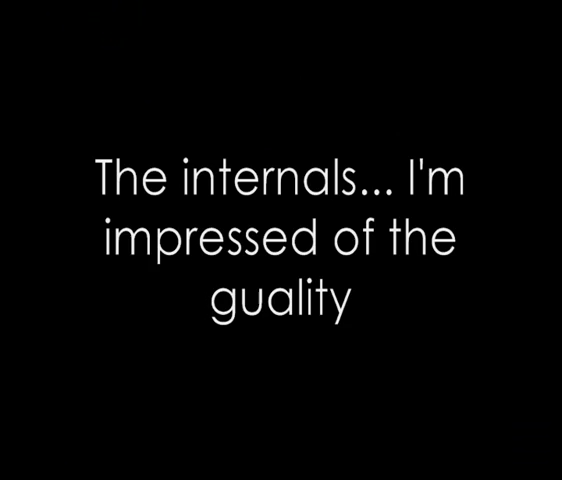 The internals... I'm
impressed of the
guality